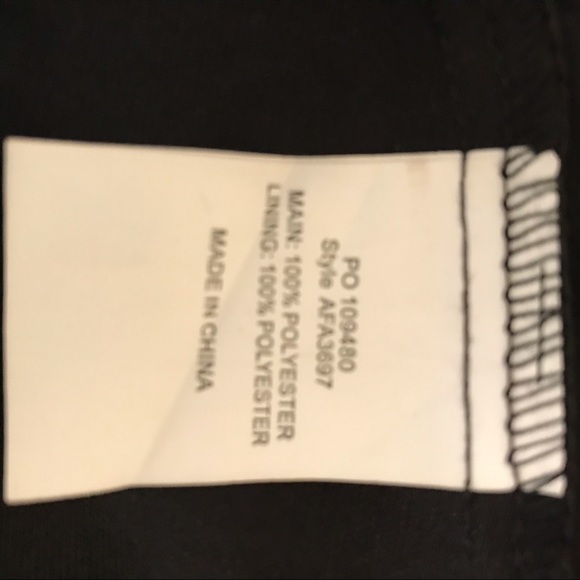 PO 109480
Style AFA3697
MAIN: 100% POLYESTER
LINING: 100% POLYESTER
MADE IN CHINA